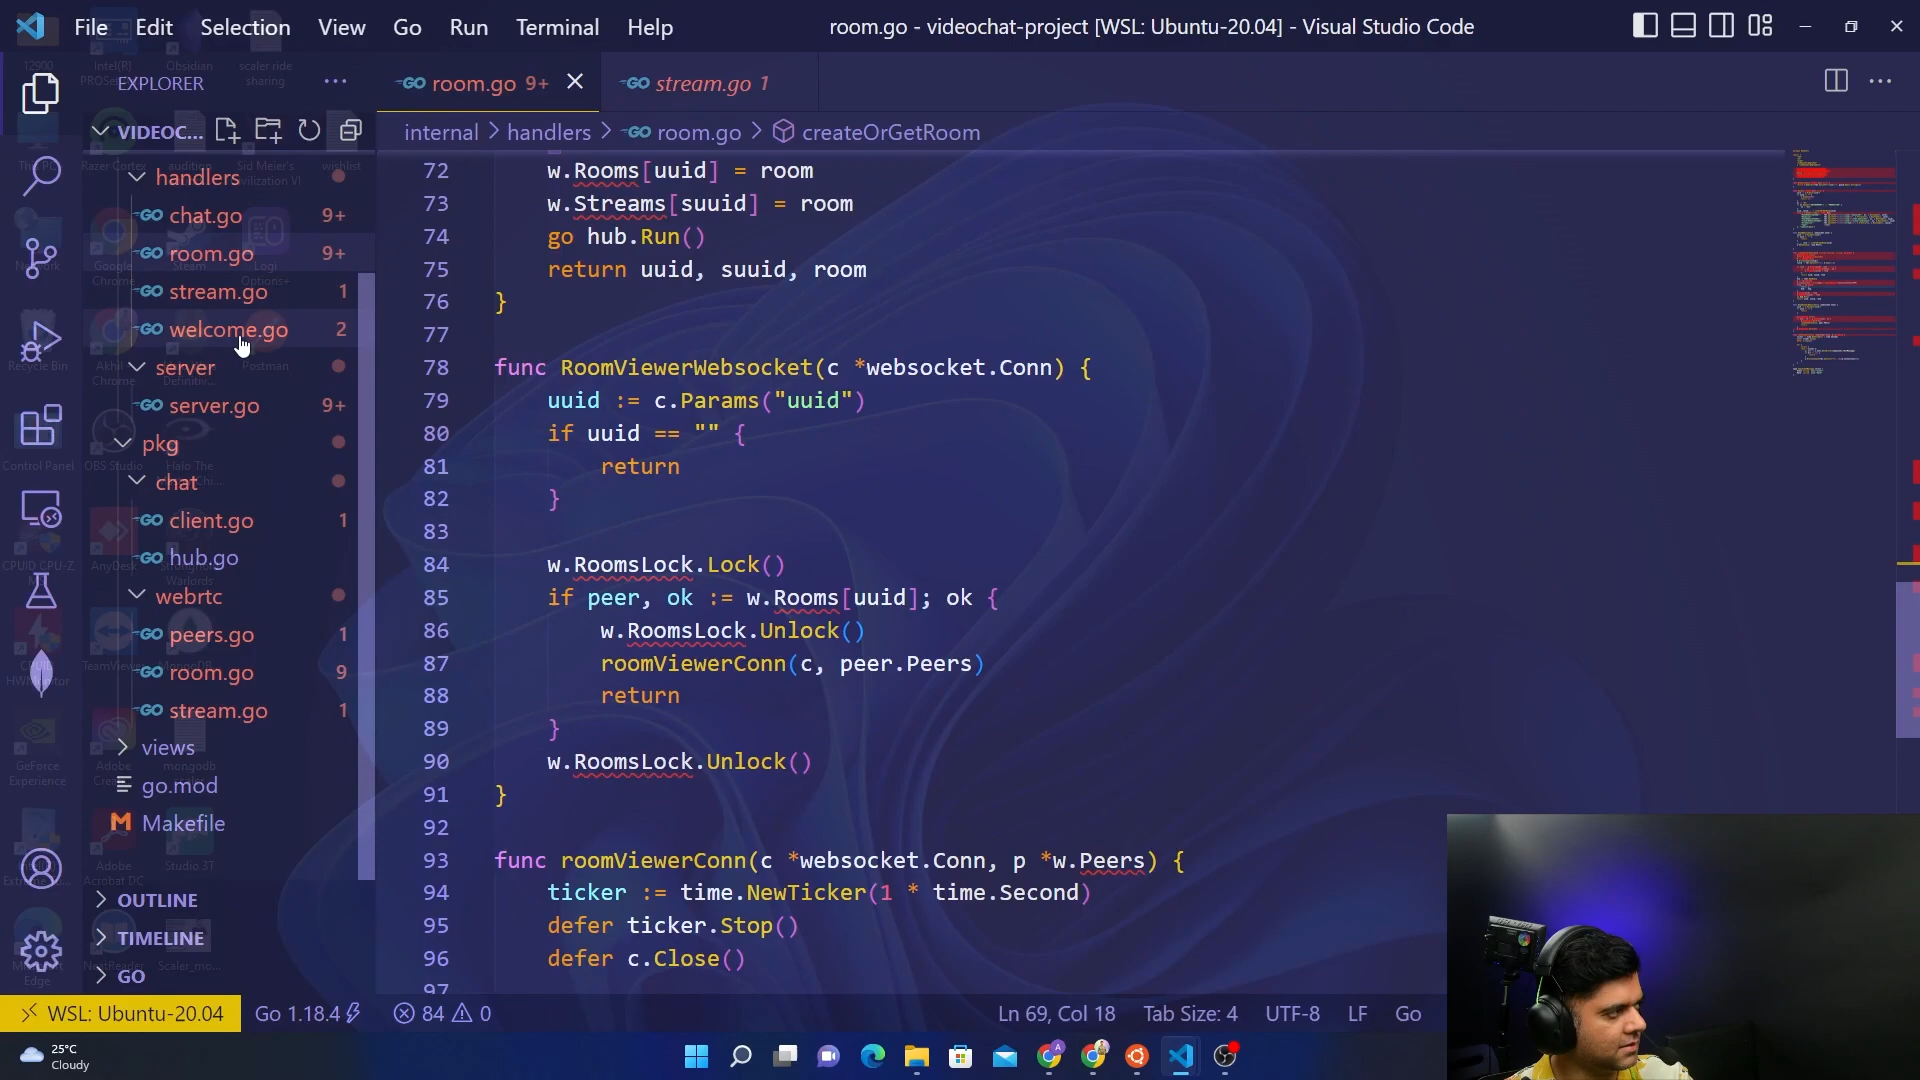 File Edit Selection View Go Run Terminal Help
room.go - videochat-project [WSL: Ubuntu-20.04] - Visual Studio Code
EXPLORER
room.go 9+
stream.go 1
VIDEOC...
internal > handlers > room.go > createOrGetRoom
handlers
chat.go 9+
room.go 9+
stream.go 1
welcome.go 2
server
server.go 9+
pkg
chat
client.go 1
hub.go
webrtc
peers.go 1
room.go 9
stream.go 1
views
go.mod
Makefile
OUTLINE
TIMELINE
GO
72 w.Rooms[uuid] = room
73 w.Streams[suuid] = room
74 go hub.Run()
75 return uuid, suuid, room
76 }
77
78 func RoomViewerWebsocket(c *websocket.Conn) {
79 uuid := c.Params("uuid")
80 if uuid == "" {
81 return
82 }
83
84 w.RoomsLock.Lock()
85 if peer, ok := w.Rooms[uuid]; ok {
86 w.RoomsLock.Unlock()
87 roomViewerConn(c, peer.Peers)
88 return
89 }
90 w.RoomsLock.Unlock()
91 }
92
93 func roomViewerConn(c *websocket.Conn, p *w.Peers) {
94 ticker := time.NewTicker(1 * time.Second)
95 defer ticker.Stop()
96 defer c.Close()
97
WSL: Ubuntu-20.04 Go 1.18.4 84 0 Ln 69, Col 18 Tab Size: 4 UTF-8 LF Go
25°C
Cloudy